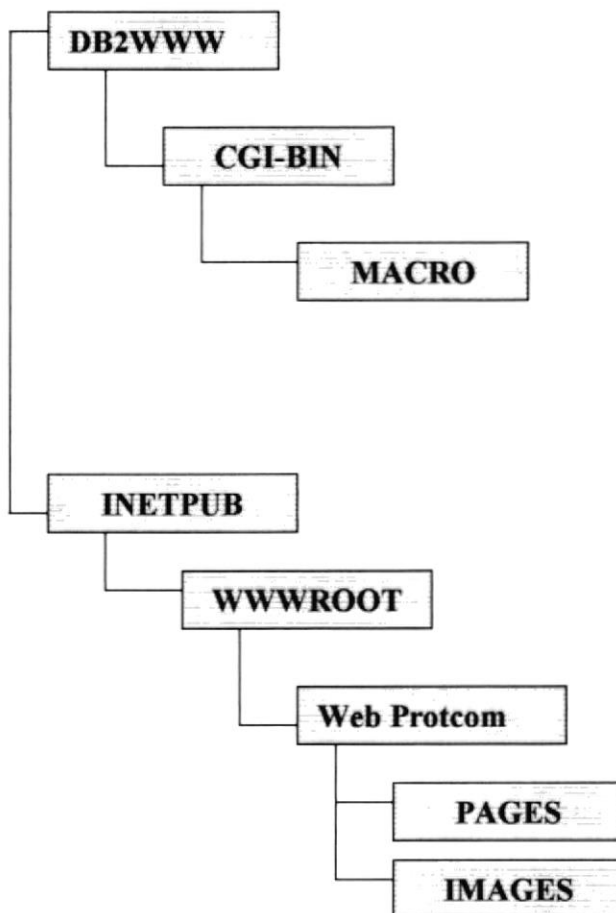 DB2WWW
CGI-BIN
MACRO
INETPUB
WWWROOT
Web Protcom
PAGES
IMAGES